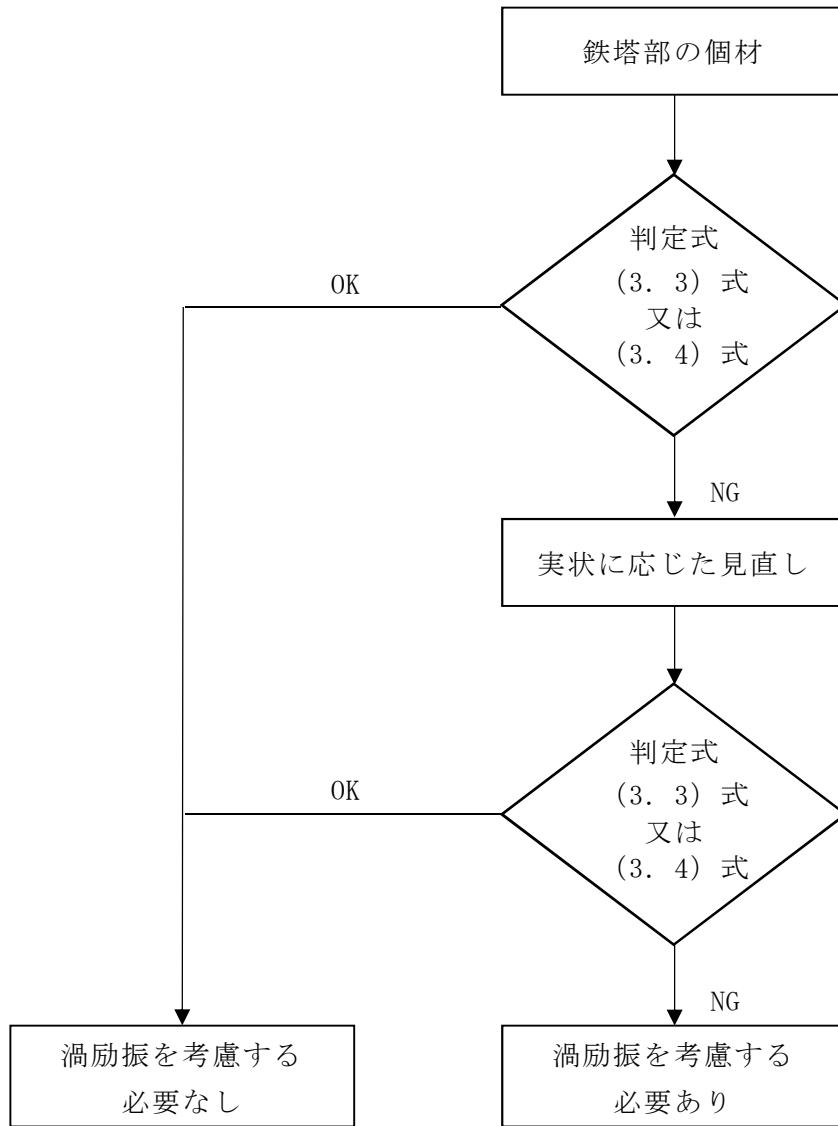 鉄塔部の個材
判定式
(3. 3) 式
又は
(3. 4) 式
OK
NG
実状に応じた見直し
判定式
(3. 3) 式
又は
(3. 4) 式
OK
NG
渦励振を考慮する
必要なし
渦励振を考慮する
必要あり